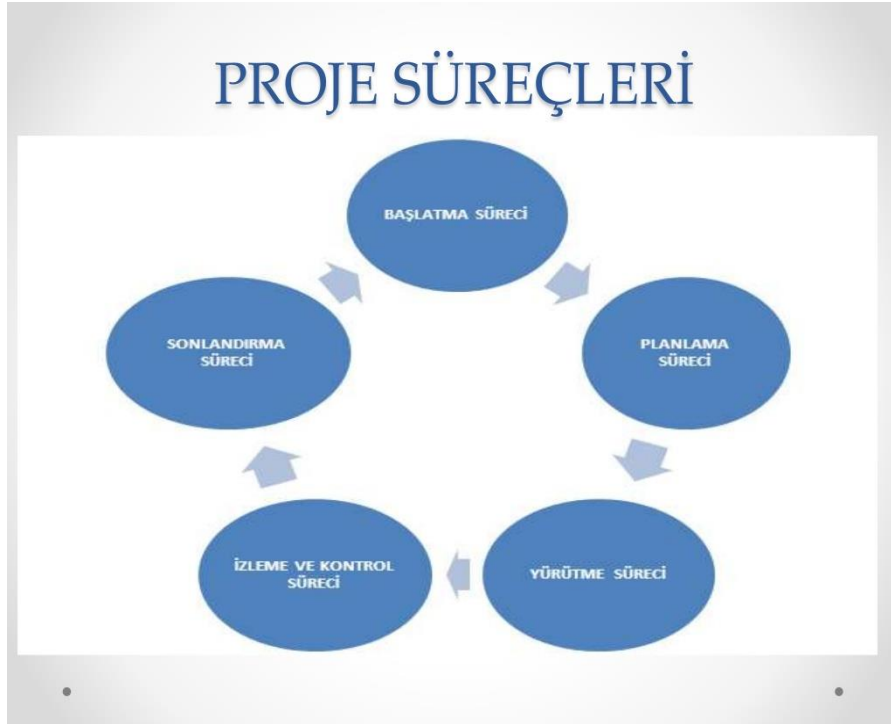 PROJE SÜREÇLERİ
BAŞLATMA SÜRECİ
PLANLAMA
SÜRECİ
YÜRÜTME SÜRECİ
İZLEME VE KONTROL
SÜRECİ
SONLANDIRMA
SÜRECİ